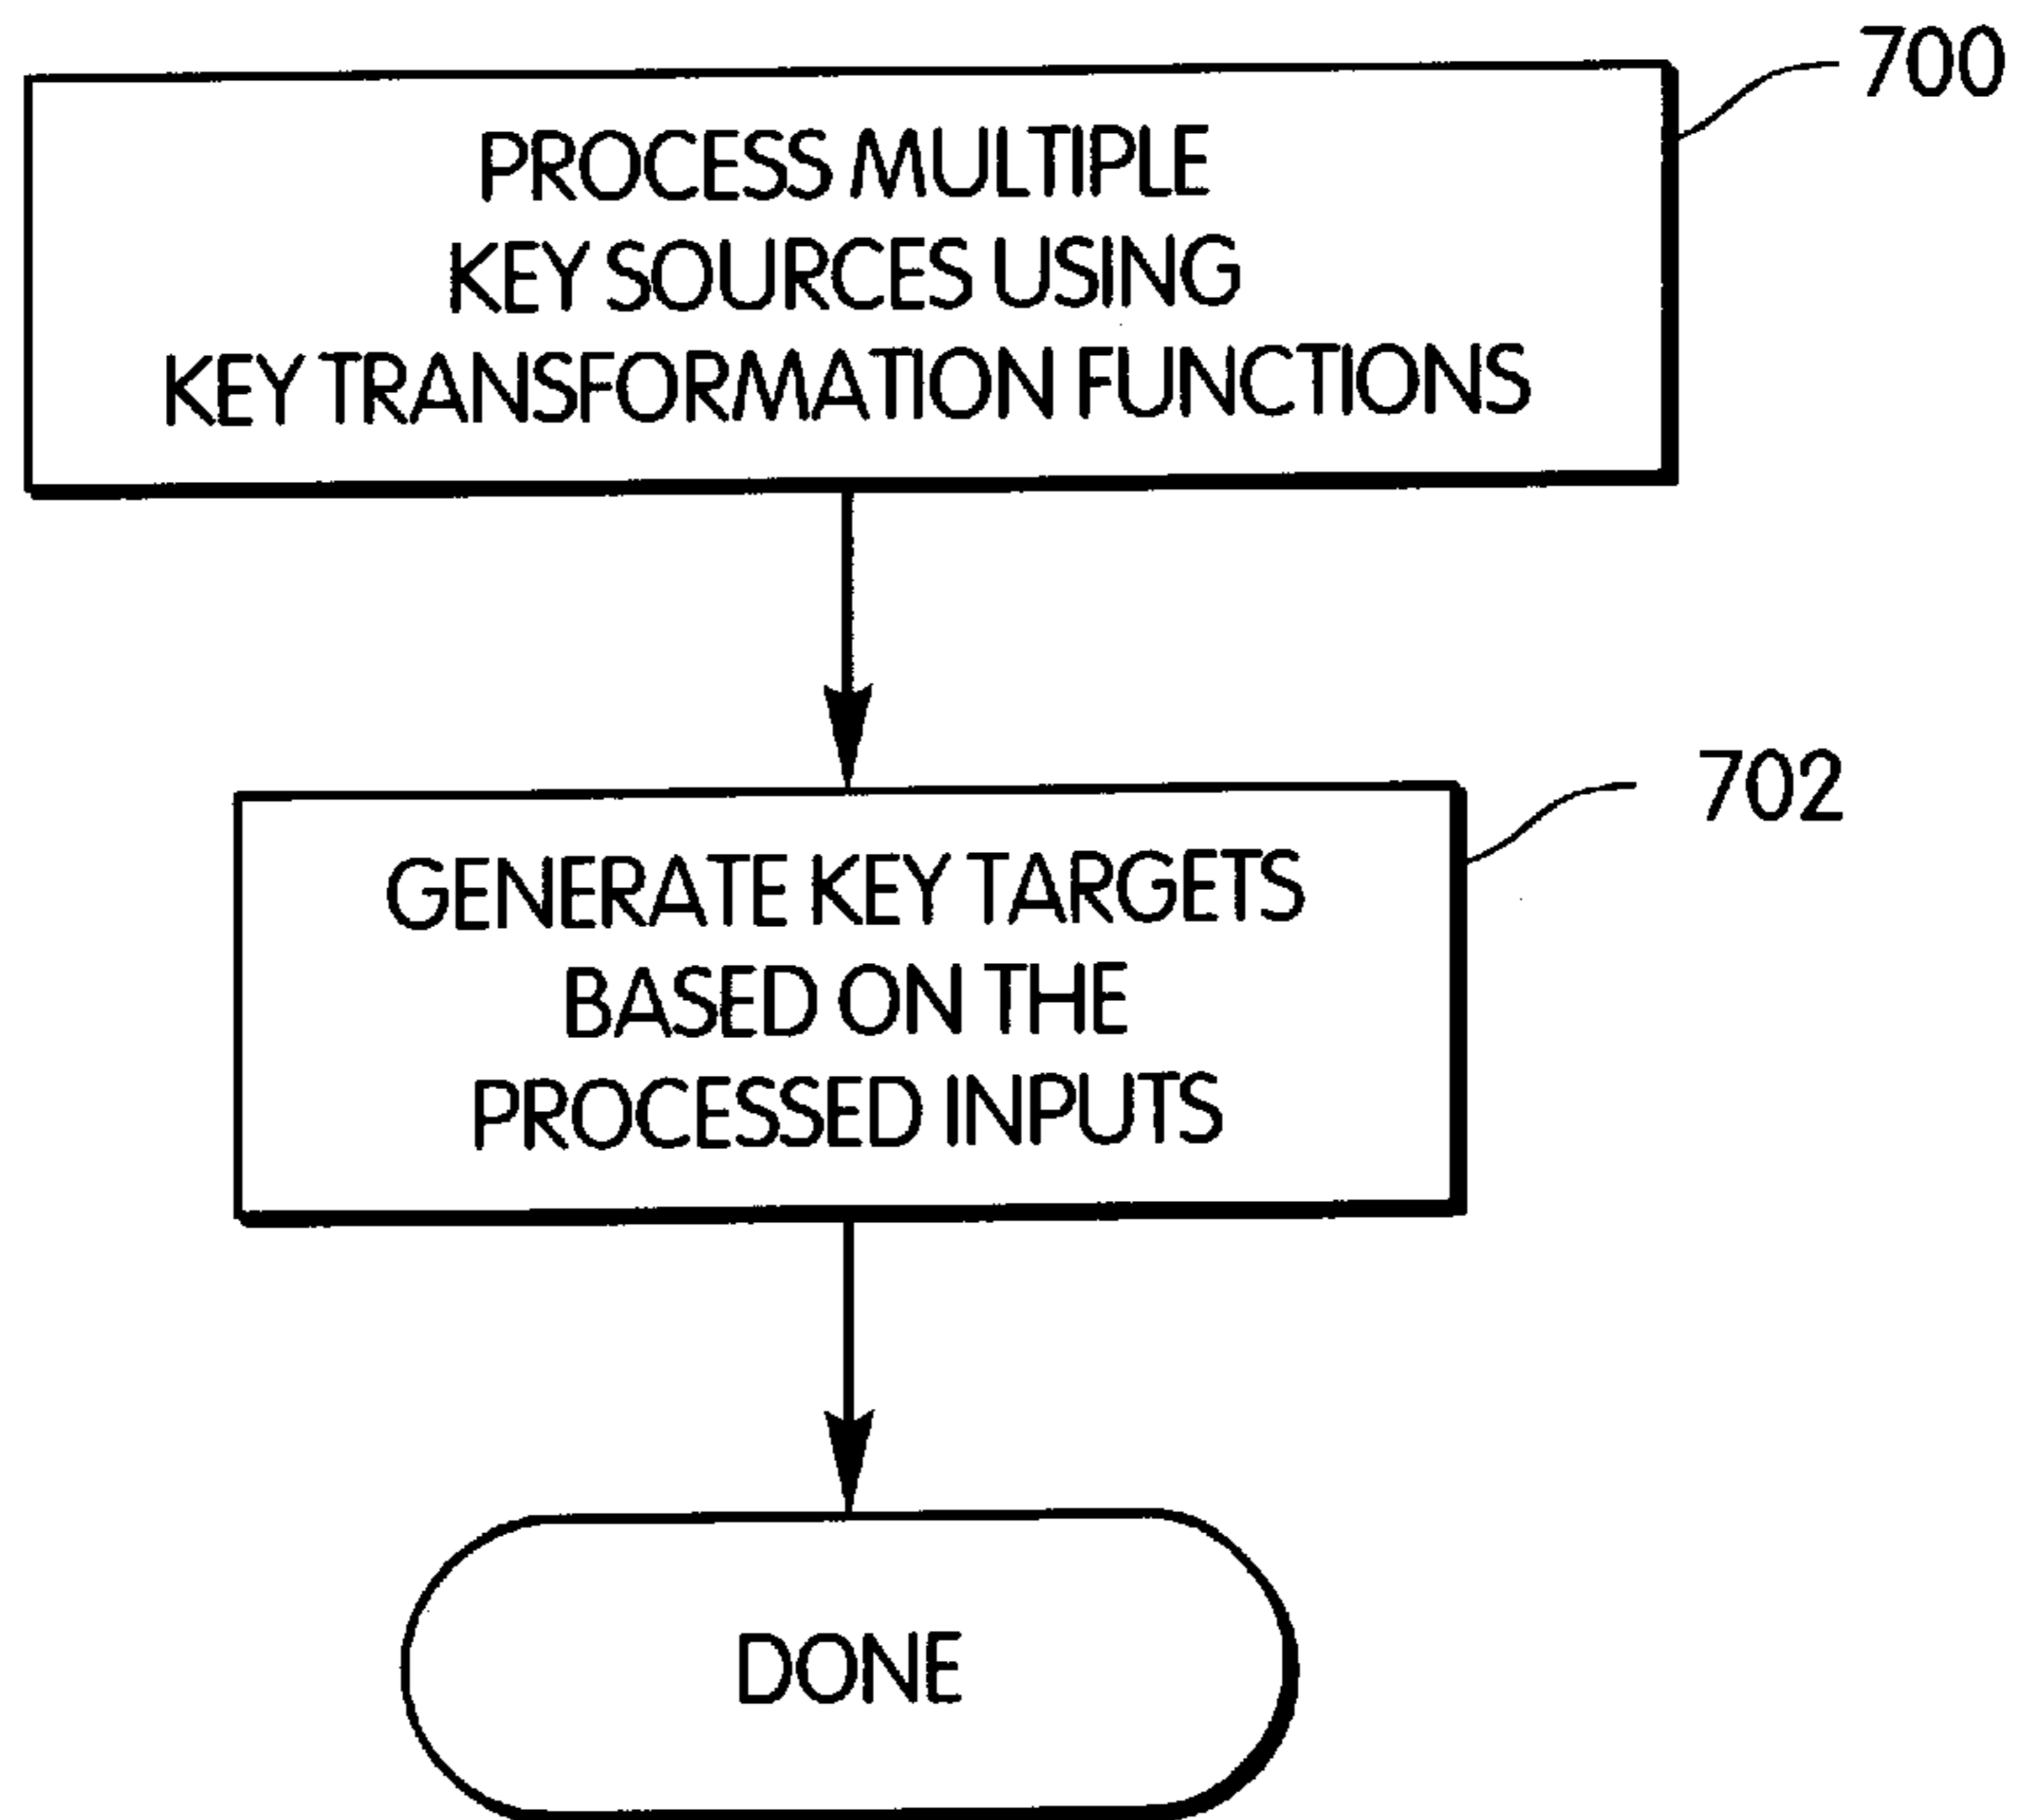 700
PROCESS MULTIPLE
KEY SOURCES USING
KEY TRANSFORMATION FUNCTIONS
702
GENERATE KEY TARGETS
BASED ON THE
PROCESSED INPUTS
DONE